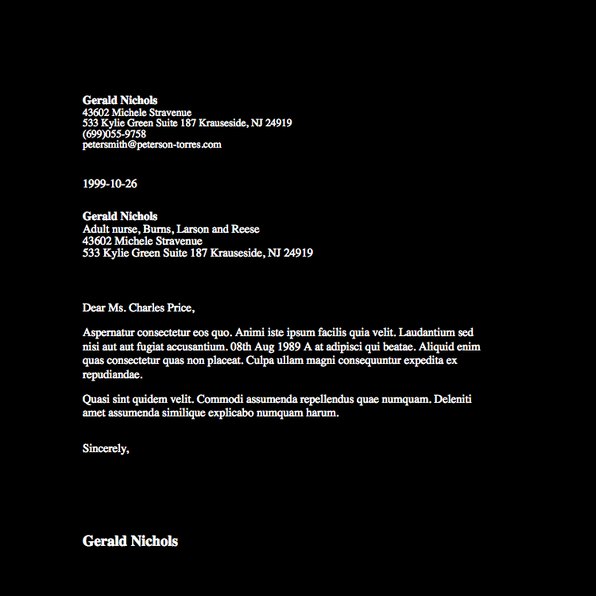 Gerald Nichols
43602 Michele Stravenue
533 Kylie Green Suite 187 Krauseside, NJ 24919
(699)055-9758
petersmith@peterson-torres.com
1999-10-26
Gerald Nichols
Adult nurse, Burns, Larson and Reese
43602 Michele Stravenue
533 Kylie Green Suite 187 Krauseside, NJ 24919
Dear Ms. Charles Price,
Aspernatur consectetur eos quo. Animi iste ipsum facilis quia velit. Laudantium sed
nisi aut aut fugiat accusantium. 08th Aug 1989 A at adipisci qui beatae. Aliquid enim
quas consectetur quas non placeat. Culpa ullam magni consequuntur expedita ex
repudiandae.
Quasi sint quidem velit. Commodi assumenda repellendus quae numquam. Deleniti
amet assumenda similique explicabo numquam harum.
Sincerely,
Gerald Nichols